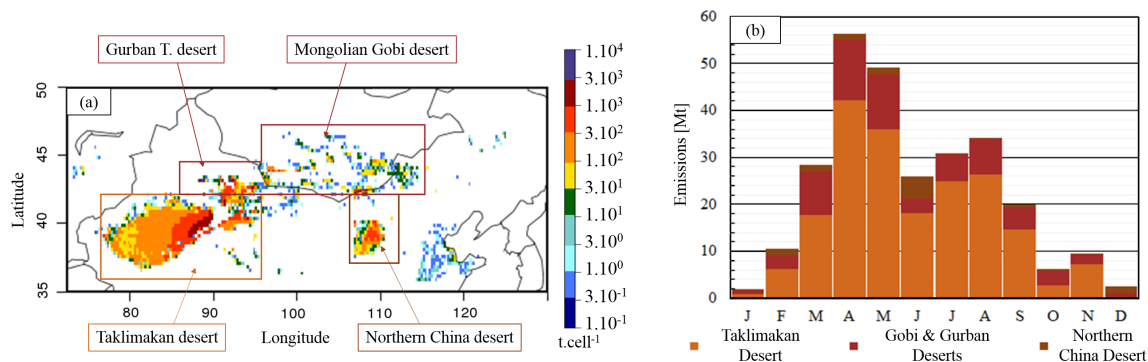 Gurban T. desert
Mongolian Gobi desert
(a)
50
45
40
35
Latitude
80
90
100
110
120
Longitude
Taklimakan desert
Northern China desert
1.10⁴
3.10³
1.10³
3.10²
1.10²
3.10¹
1.10¹
3.10⁰
1.10⁰
3.10⁻¹
1.10⁻¹
t.cell⁻¹
(b)
Emissions [Mt]
60
50
40
30
20
10
0
J F M A M J J A S O N D
Taklimakan Desert
Gobi & Gurban Deserts
Northern China Desert